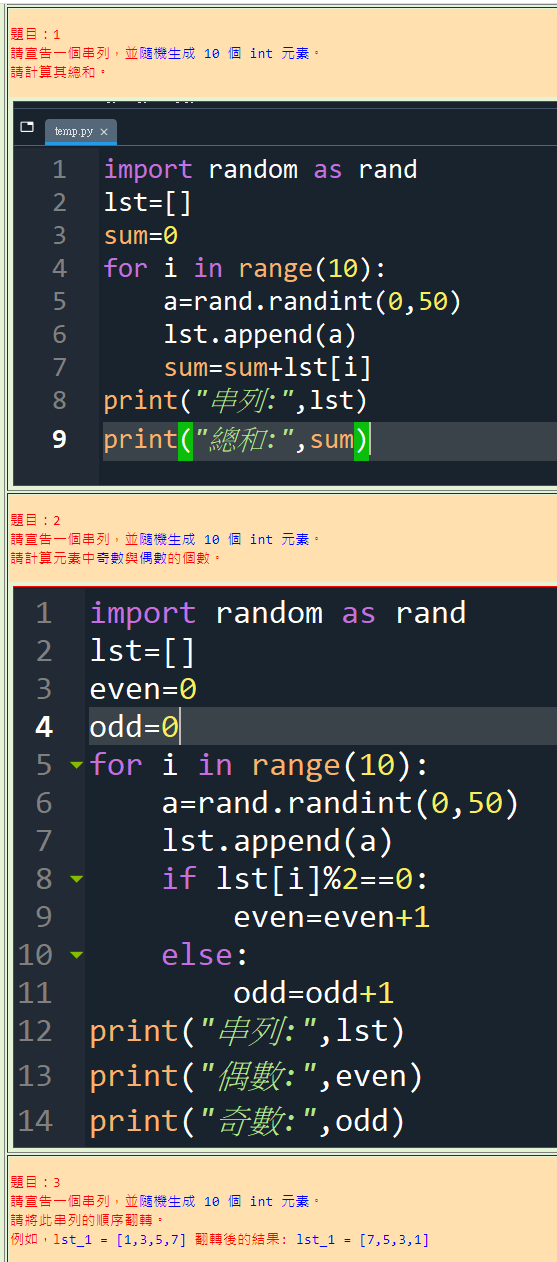 題目：1
請宣告一個串列，並隨機生成 10 個 int 元素。
請計算其總和。
temp.py ×
1 import random as rand
2 lst=[]
3 sum=0
4 for i in range(10):
5     a=rand.randint(0,50)
6     lst.append(a)
7     sum=sum+lst[i]
8 print("串列:",lst)
9 print("總和:",sum)
題目：2
請宣告一個串列，並隨機生成 10 個 int 元素。
請計算元素中奇數與偶數的個數。
1 import random as rand
2 lst=[]
3 even=0
4 odd=0
5 for i in range(10):
6     a=rand.randint(0,50)
7     lst.append(a)
8     if lst[i]%2==0:
9         even=even+1
10     else:
11         odd=odd+1
12 print("串列:",lst)
13 print("偶數:",even)
14 print("奇數:",odd)
題目：3
請宣告一個串列，並隨機生成 10 個 int 元素。
請將此串列的順序翻轉。
例如，lst_1 = [1,3,5,7] 翻轉後的結果: lst_1 = [7,5,3,1]